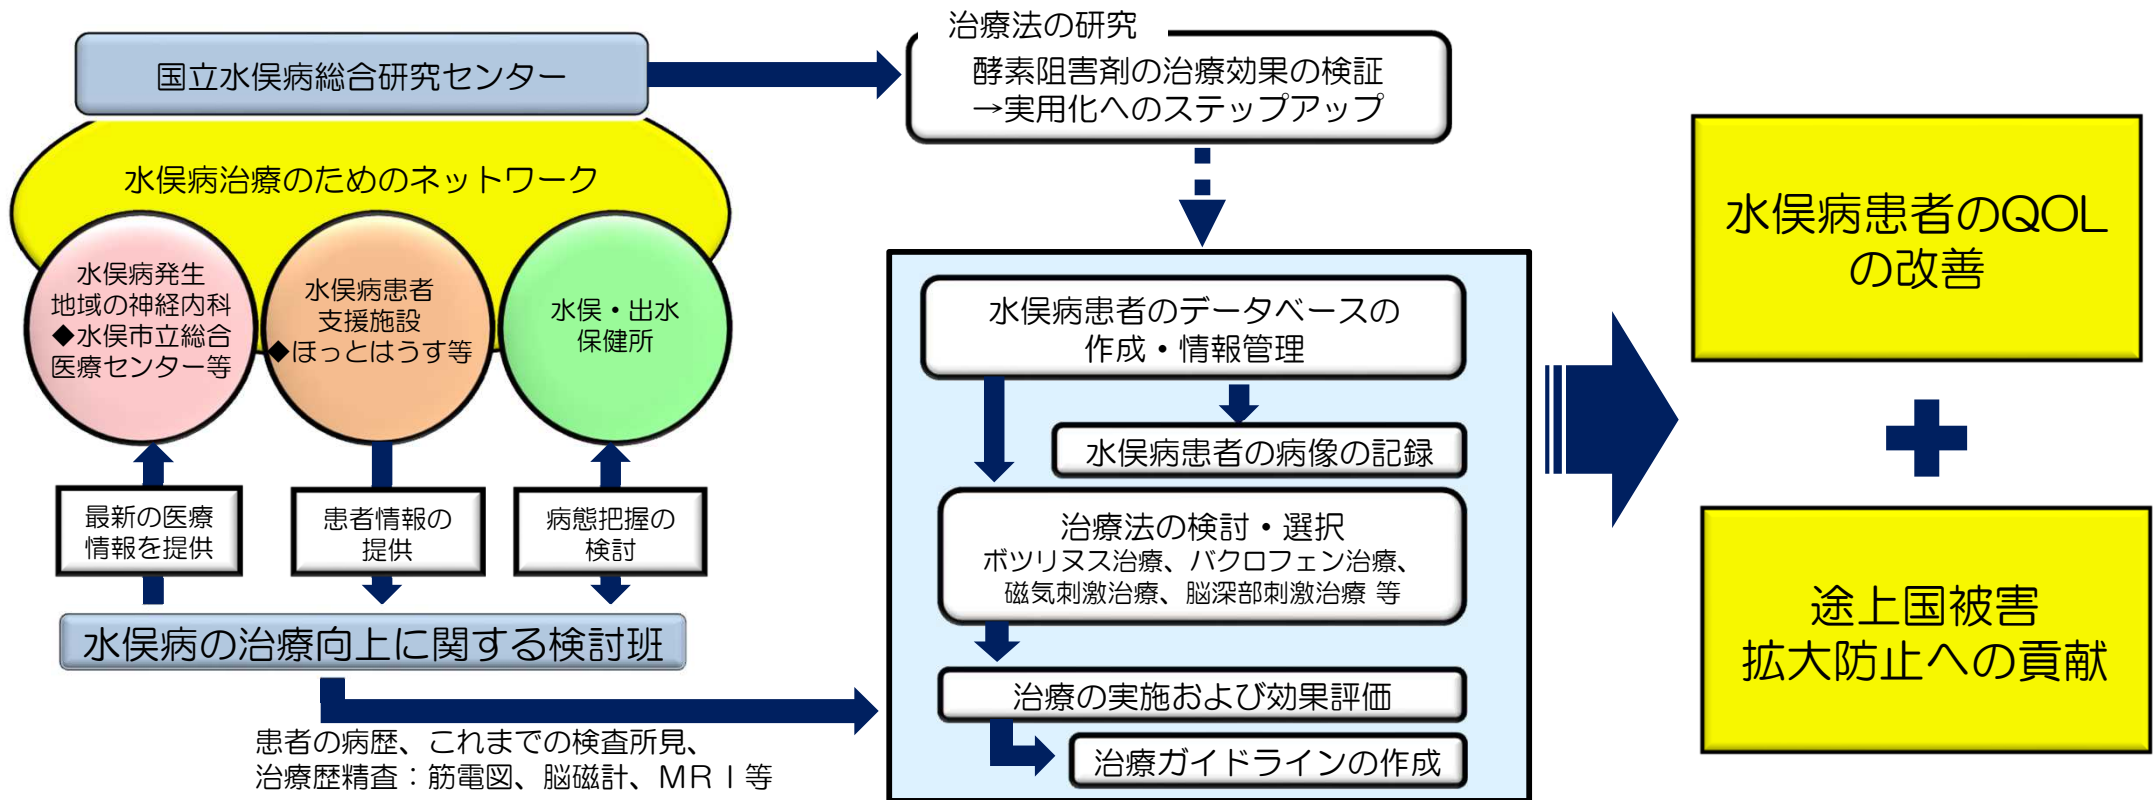 国立水俣病総合研究センター
水俣病治療のためのネットワーク
水俣病発生
地域の神経内科
◆水俣市立総合
医療センター等
水俣病患者
支援施設
◆ほっとはうす等
水俣・出水
保健所
最新の医療
情報を提供
患者情報の
提供
病態把握の
検討
水俣病の治療向上に関する検討班
患者の病歴、これまでの検査所見、
治療歴精査：筋電図、脳磁計、ＭＲＩ等
治療法の研究
酵素阻害剤の治療効果の検証
→実用化へのステップアップ
水俣病患者のデータベースの
作成・情報管理
水俣病患者の病像の記録
治療法の検討・選択
ボツリヌス治療、バクロフェン治療、
磁気刺激治療、脳深部刺激治療 等
治療の実施および効果評価
治療ガイドラインの作成
水俣病患者のQOL
の改善
途上国被害
拡大防止への貢献